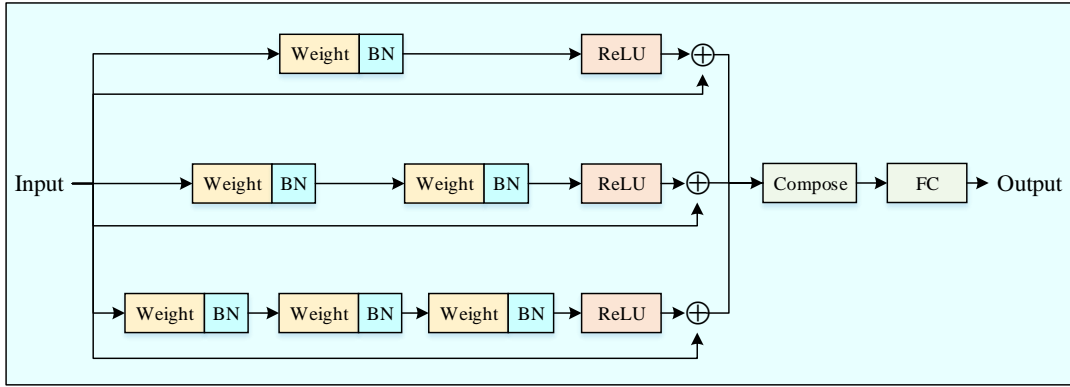 Weight BN ReLU
Input Weight BN Weight BN ReLU Compose FC Output
Weight BN Weight BN Weight BN ReLU